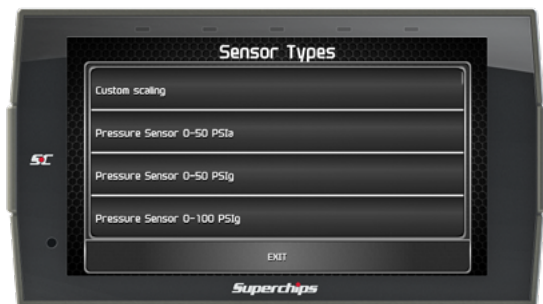 Sensor Types
Custom scaling
Pressure Sensor 0-50 PSIa
Pressure Sensor 0-50 PSIg
SC
Pressure Sensor 0-100 PSIg
EXIT
Superchips